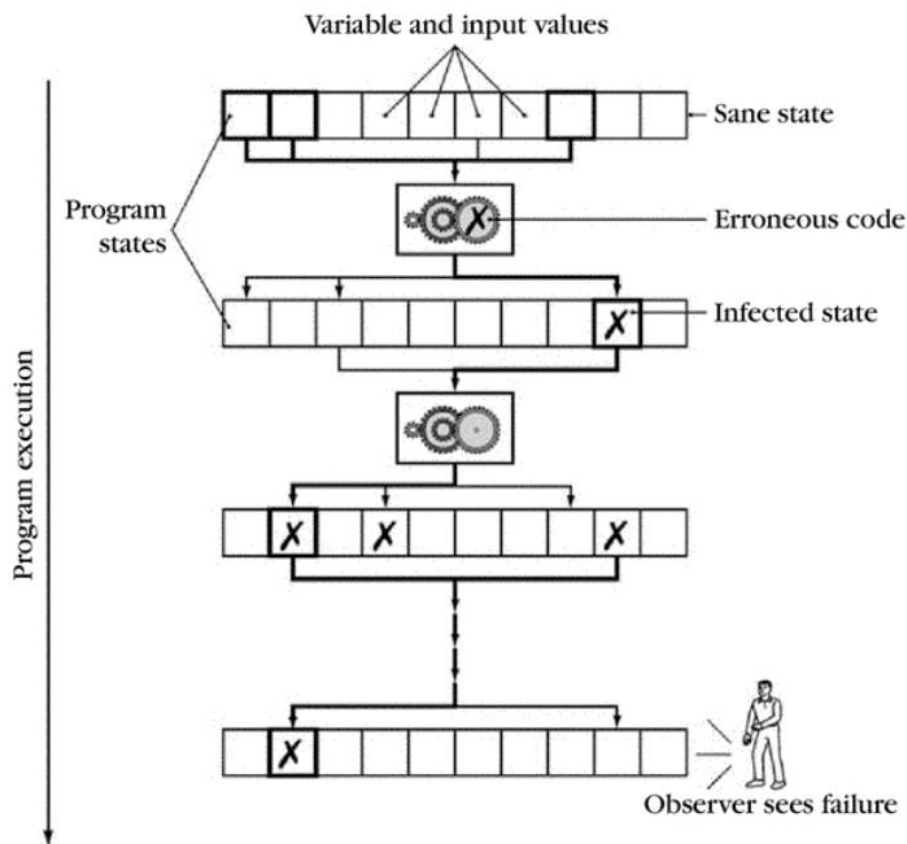 Variable and input values
Sane state
Program
states
Erroneous code
Infected state
Program execution
Observer sees failure